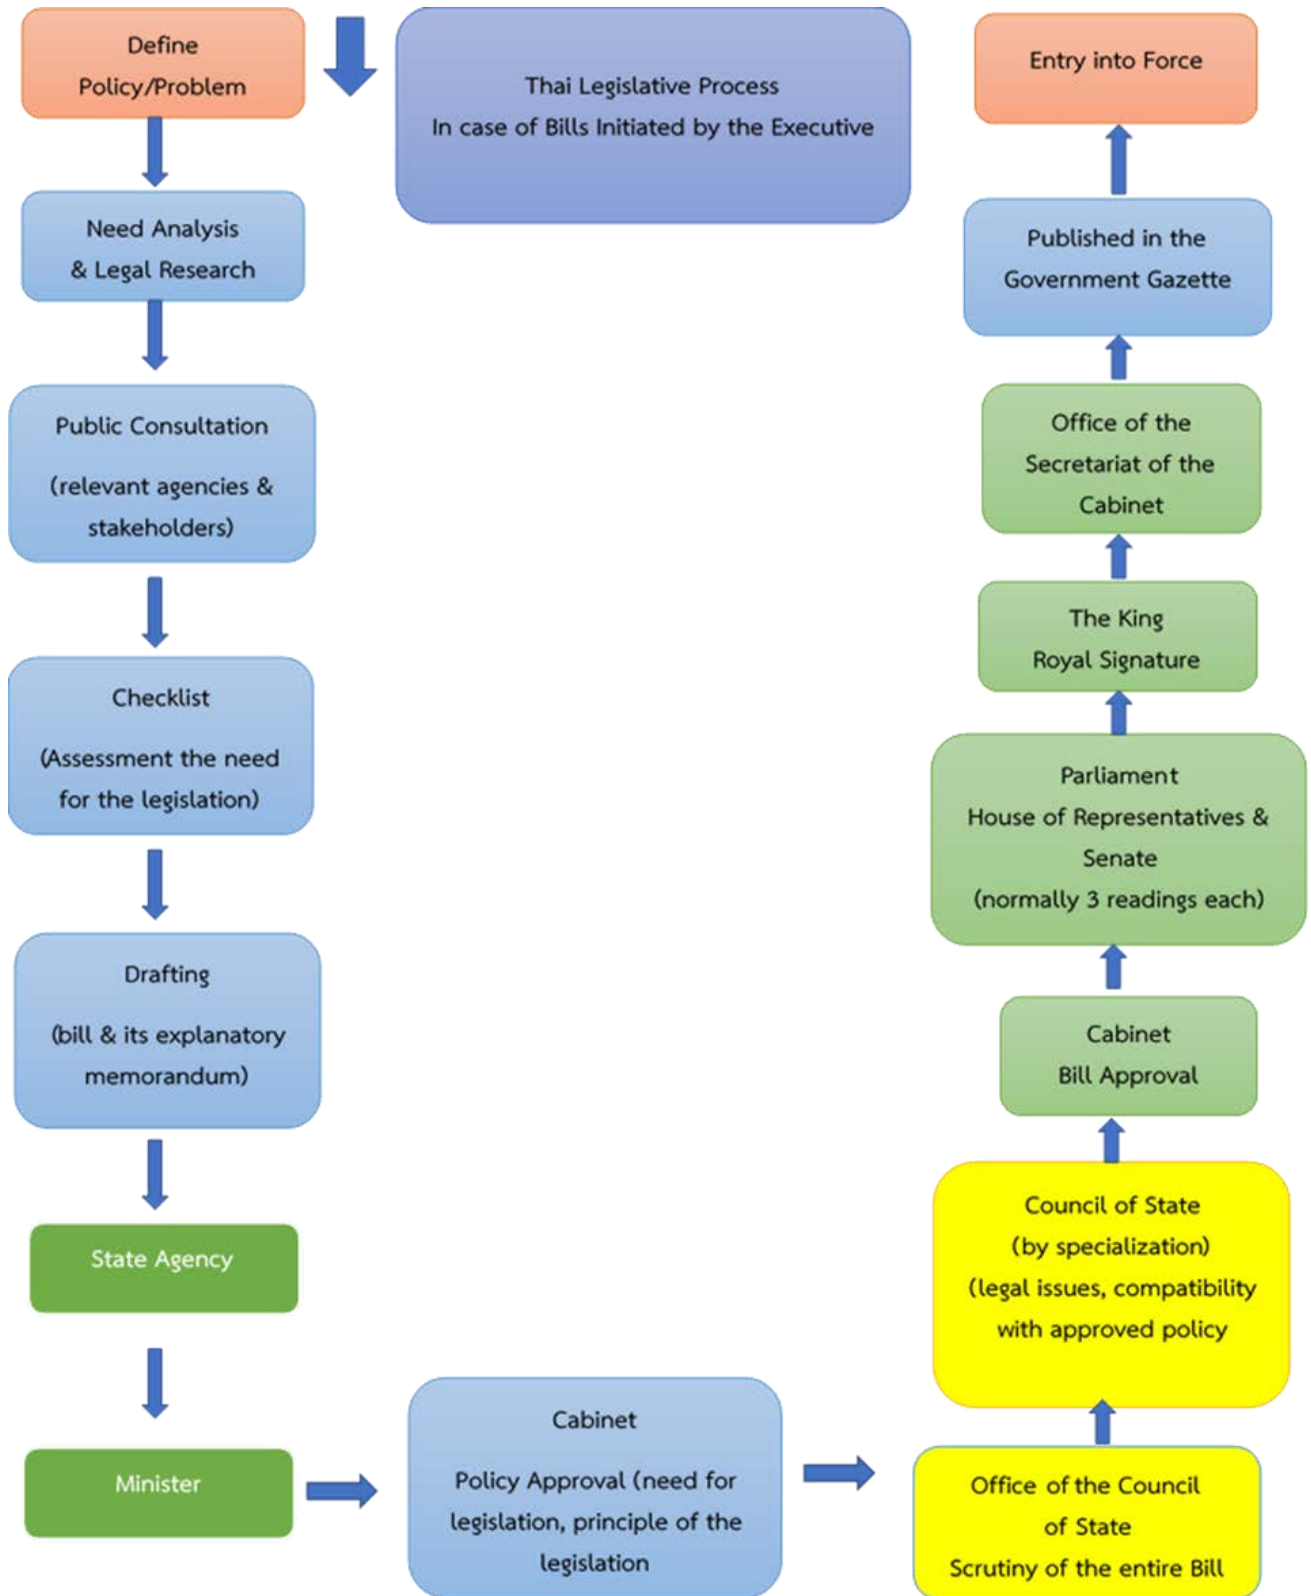 Define
Policy/Problem
Thai Legislative Process
In case of Bills Initiated by the Executive
Need Analysis
& Legal Research
Public Consultation
(relevant agencies &
stakeholders)
Checklist
(Assessment the need
for the legislation)
Drafting
(bill & its explanatory
memorandum)
State Agency
Minister
Cabinet
Policy Approval (need for
legislation, principle of the
legislation
Office of the Council
of State
Scrutiny of the entire Bill
Council of State
(by specialization)
(legal issues, compatibility
with approved policy
Cabinet
Bill Approval
Parliament
House of Representatives &
Senate
(normally 3 readings each)
The King
Royal Signature
Office of the
Secretariat of the
Cabinet
Published in the
Government Gazette
Entry into Force